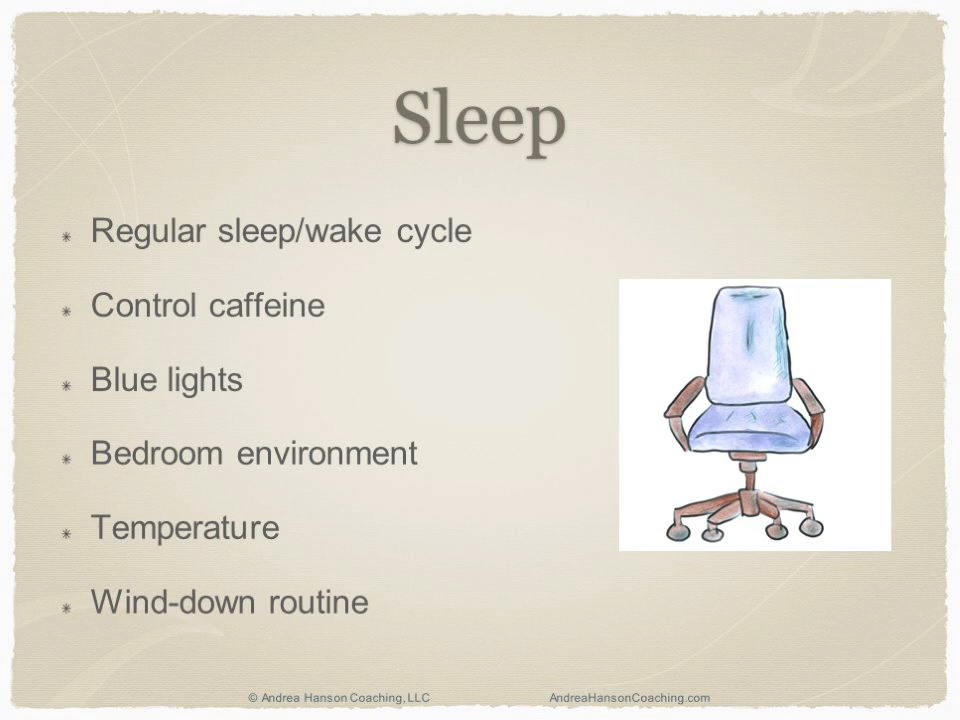 Sleep
Regular sleep/wake cycle
Control caffeine
Blue lights
Bedroom environment
Temperature
Wind-down routine
© Andrea Hanson Coaching, LLC AndreaHansonCoaching.com